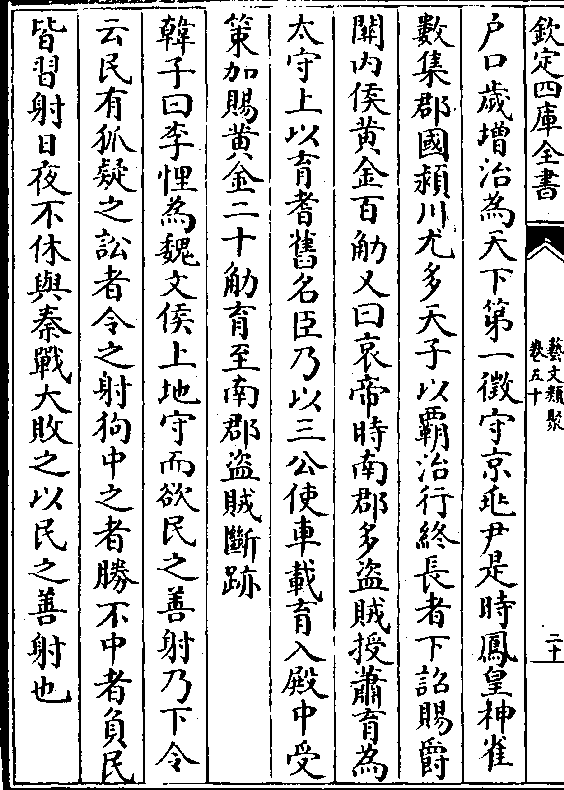 欽定四庫全書
藝文類聚
卷五十
二十
户口歲增治為天下第一徵守京兆尹是時鳳皇神雀
數集郡國潁川尤多天子以霸治行終長者下詔賜爵
關内侯黄金百觔又曰哀帝時南郡多盜賊授蕭育為
太守上以育耆舊名臣乃以三公使車載育入殿中受
策加賜黄金二十觔育至南郡盜賊斷跡
韓子曰李悝為魏文侯上地守而欲民之善射乃下令
云民有狐疑之訟者令之射狗中之者勝不中者負民
皆習射日夜不休與秦戰大敗之以民之善射也